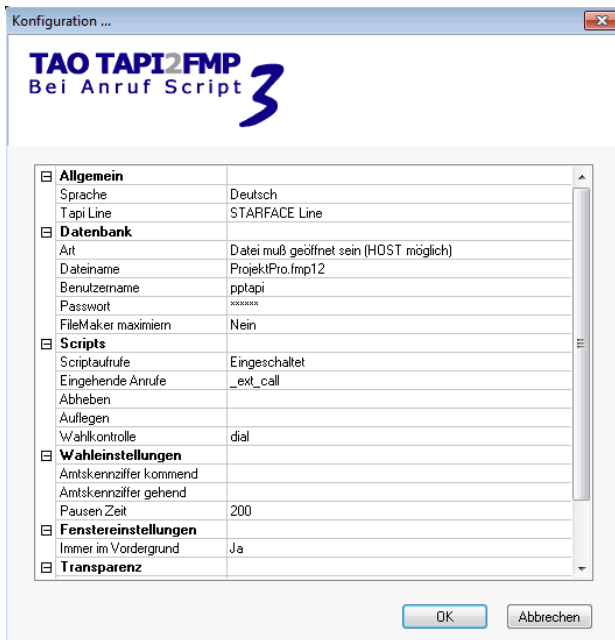 Konfiguration ...
TAO TAPI2FMP
Bei Anruf Script 3
Allgemein
Sprache Deutsch
Tapi Line STARFACE Line
Datenbank
Art Datei muß geöffnet sein (HOST möglich)
Dateiname ProjektPro.fmp12
Benutzername pptapi
Passwort ******
FileMaker maximieren Nein
Scripts
Scriptaufrufe Eingeschaltet
Eingehende Anrufe _ext_call
Abheben
Auflegen
Wahlkontrolle dial
Wahleinstellungen
Amtskennziffer kommend
Amtskennziffer gehend
Pausen Zeit 200
Fenstereinstellungen
Immer im Vordergrund Ja
Transparenz
OK Abbrechen